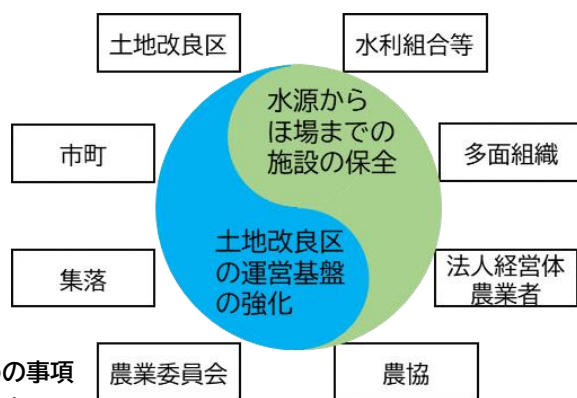 土地改良区
水利組合等
水源から
ほ場までの
施設の保全
市町
多面組織
土地改良区
の運営基盤
の強化
集落
法人経営体
農業者
の事項
農業委員会
農協